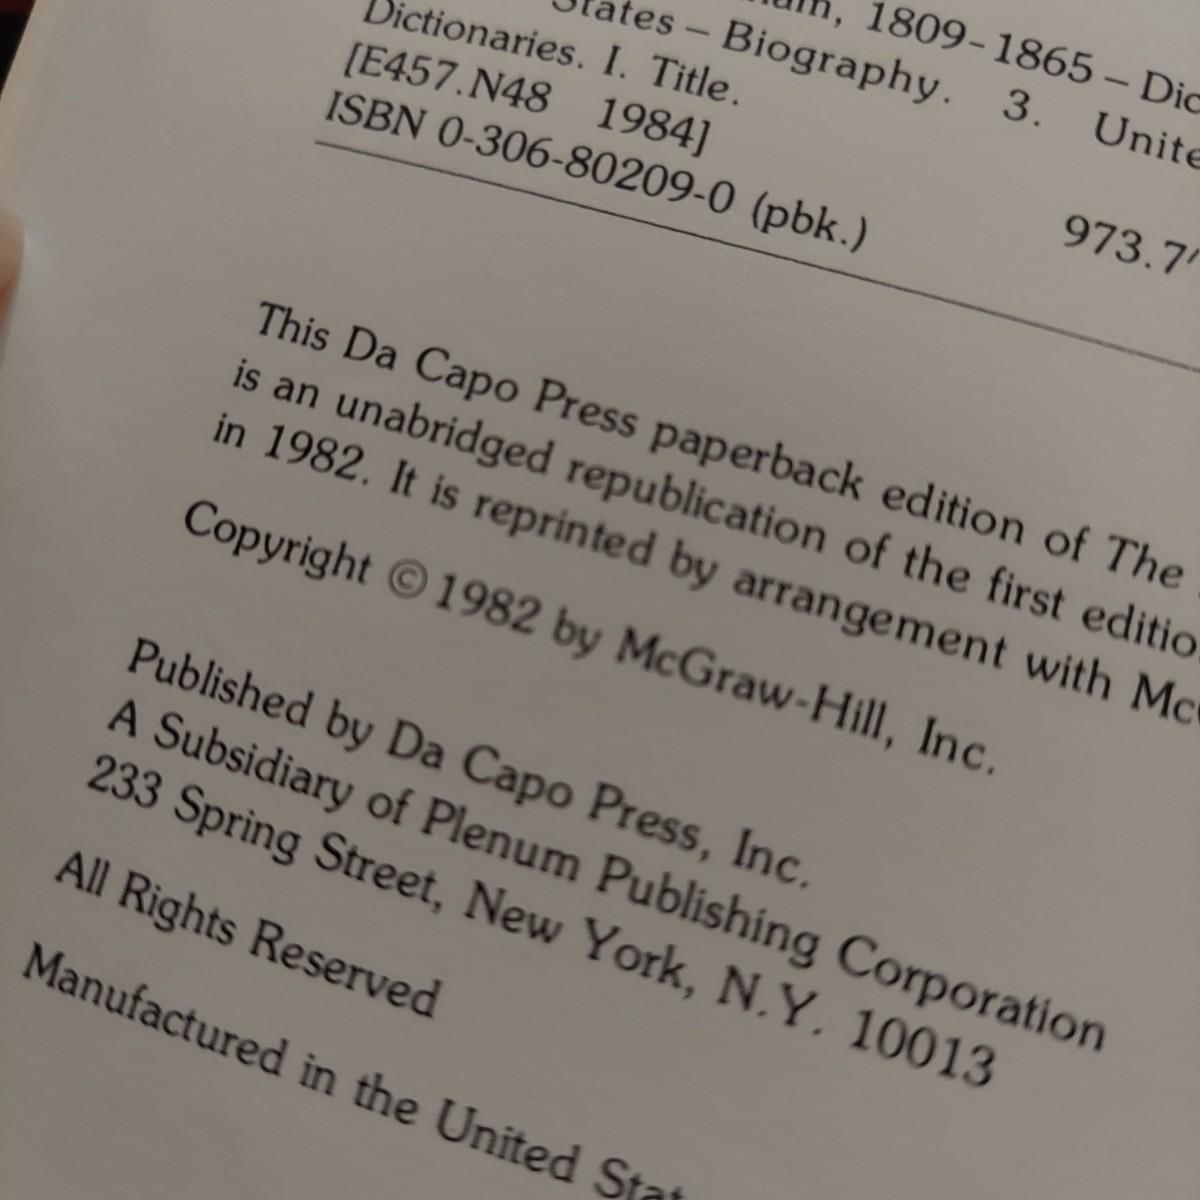 1809-1865 – Dic
States – Biography. 3. Unite
Dictionaries. I. Title.
[E457.N48 1984] 973.7′
ISBN 0-306-80209-0 (pbk.)
This Da Capo Press paperback edition of The
is an unabridged republication of the first editio
in 1982. It is reprinted by arrangement with Mc
Copyright © 1982 by McGraw-Hill, Inc.
Published by Da Capo Press, Inc.
A Subsidiary of Plenum Publishing Corporation
233 Spring Street, New York, N.Y. 10013
All Rights Reserved
Manufactured in the United Stat